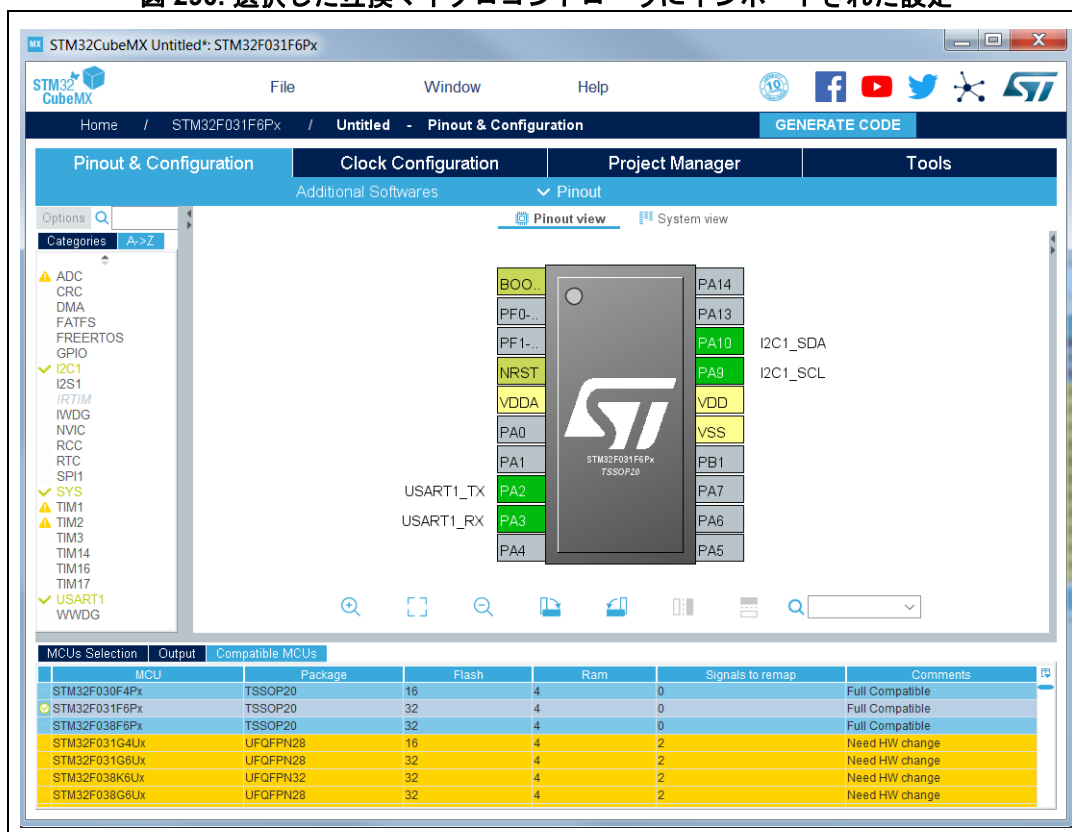 STM32CubeMX Untitled*: STM32F031F6Px
STM32
CubeMX
File Window Help
10
Home / STM32F031F6Px / Untitled - Pinout & Configuration GENERATE CODE
Pinout & Configuration Clock Configuration Project Manager Tools
Additional Softwares Pinout
Options
Pinout view System view
Categories A->Z
ADC
CRC
DMA
FATFS
FREERTOS
GPIO
I2C1
I2S1
IRTIM
IWDG
NVIC
RCC
RTC
SPI1
SYS
TIM1
TIM2
TIM3
TIM14
TIM16
TIM17
USART1
WWDG
BOO.. PA14
PF0-.. PA13
PF1-.. PA10 I2C1_SDA
NRST PA9 I2C1_SCL
VDDA VDD
PA0 VSS
PA1 STM32F031F6Px PB1
TSSOP20
USART1_TX PA2 PA7
USART1_RX PA3 PA6
PA4 PA5
MCUs Selection Output Compatible MCUs
MCU Package Flash Ram Signals to remap Comments
STM32F030F4Px TSSOP20 16 4 0 Full Compatible
STM32F031F6Px TSSOP20 32 4 0 Full Compatible
STM32F038F6Px TSSOP20 32 4 0 Full Compatible
STM32F031G4Ux UFQFPN28 16 4 2 Need HW change
STM32F031G6Ux UFQFPN28 32 4 2 Need HW change
STM32F038K6Ux UFQFPN32 32 4 2 Need HW change
STM32F038G6Ux UFQFPN28 32 4 2 Need HW change